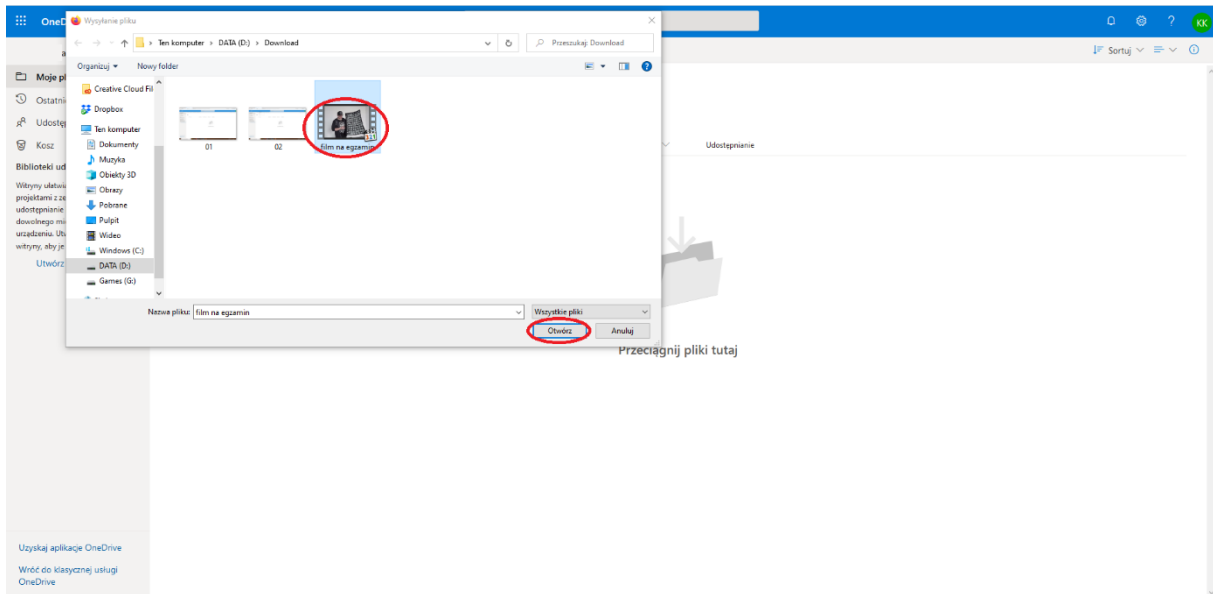 OneD
Wysyłanie pliku
KK
Ten komputer > DATA (D:) > Download
Przeszukaj: Download
Sortuj
Organizuj
Nowy folder
Moje pl
Ostatni
Udostęp
Kosz
Biblioteki ud
Witryny ułatwia
projektami z ze
udostępnianie
dowolnego mi
urządzeniu. Utw
witryny, aby je
Utwórz
Creative Cloud Fil
Dropbox
Ten komputer
Dokumenty
Muzyka
Obiekty 3D
Obrazy
Pobrane
Pulpit
Wideo
Windows (C:)
DATA (D:)
Games (G:)
01
02
film na egzamin
Udostępnianie
Nazwa pliku:
film na egzamin
Wszystkie pliki
Otwórz
Anuluj
Przeciągnij pliki tutaj
Uzyskaj aplikacje OneDrive
Wróć do klasycznej usługi
OneDrive